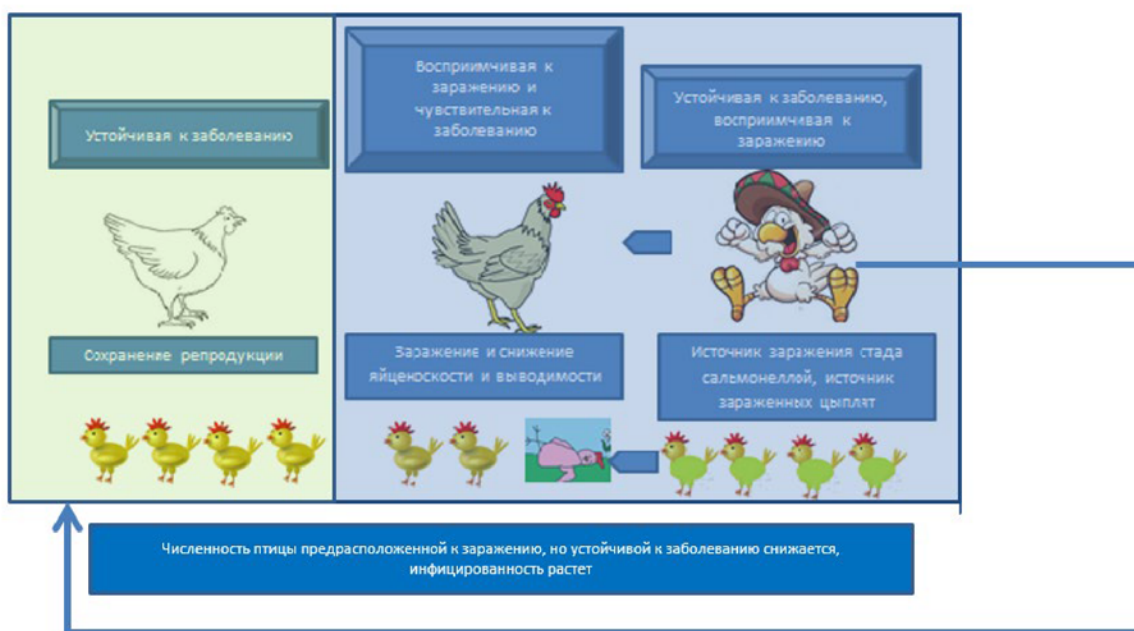 Устойчивая к заболеванию
Восприимчивая к
заражению и
чувствительная к
заболеванию
Устойчивая к заболеванию,
восприимчивая к
заражению
Сохранение репродукции
Заражение и снижение
яйценоскости и выводимости
Источник заражения стада
сальмонеллой, источник
зараженных цыплят
Численность птицы предрасположенной к заражению, но устойчивой к заболеванию снижается,
инфицированность растет